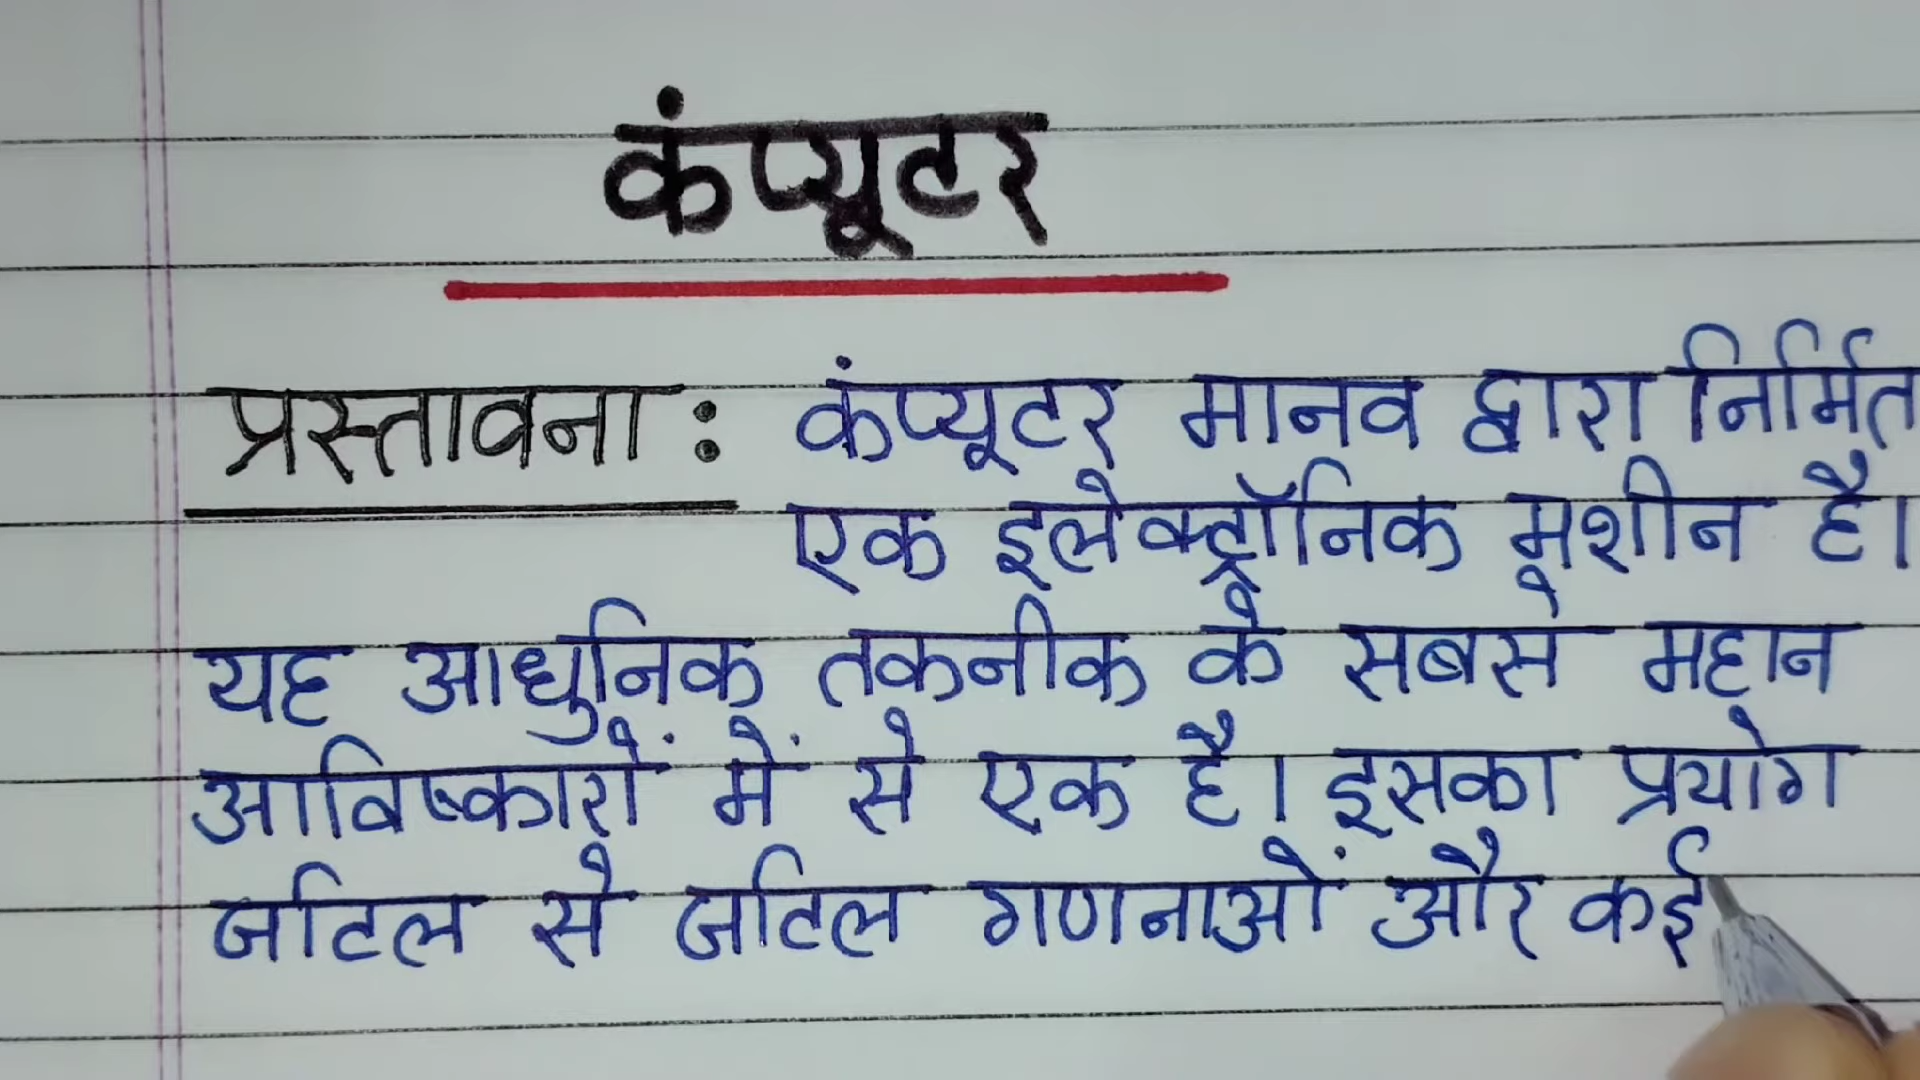 कंप्यूटर
प्रस्तावना : कंप्यूटर मानव द्वारा निर्मित
एक इलेक्ट्रॉनिक मशीन है।
यह आधुनिक तकनीक के सबसे महान
आविष्कारों में से एक है। इसका प्रयोग
जटिल से जटिल गणनाओं और कई